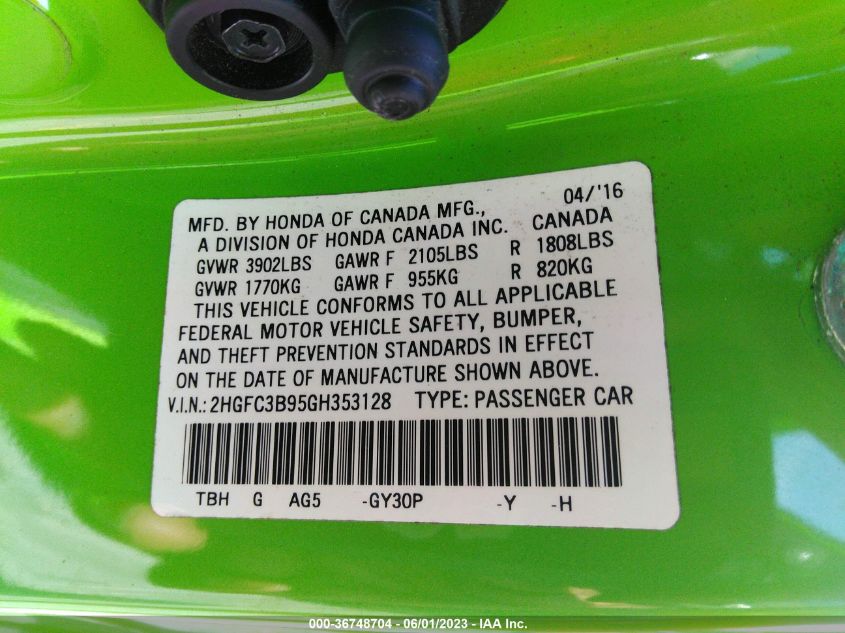 MFD. BY HONDA OF CANADA MFG., 04/'16
A DIVISION OF HONDA CANADA INC. CANADA
GVWR 3902LBS GAWR F 2105LBS R 1808LBS
GVWR 1770KG GAWR F 955KG R 820KG
THIS VEHICLE CONFORMS TO ALL APPLICABLE
FEDERAL MOTOR VEHICLE SAFETY, BUMPER,
AND THEFT PREVENTION STANDARDS IN EFFECT
ON THE DATE OF MANUFACTURE SHOWN ABOVE.
V.I.N.: 2HGFC3B95GH353128 TYPE: PASSENGER CAR
TBH G AG5 -GY30P -Y -H
000-36748704 - 06/01/2023 - IAA Inc.